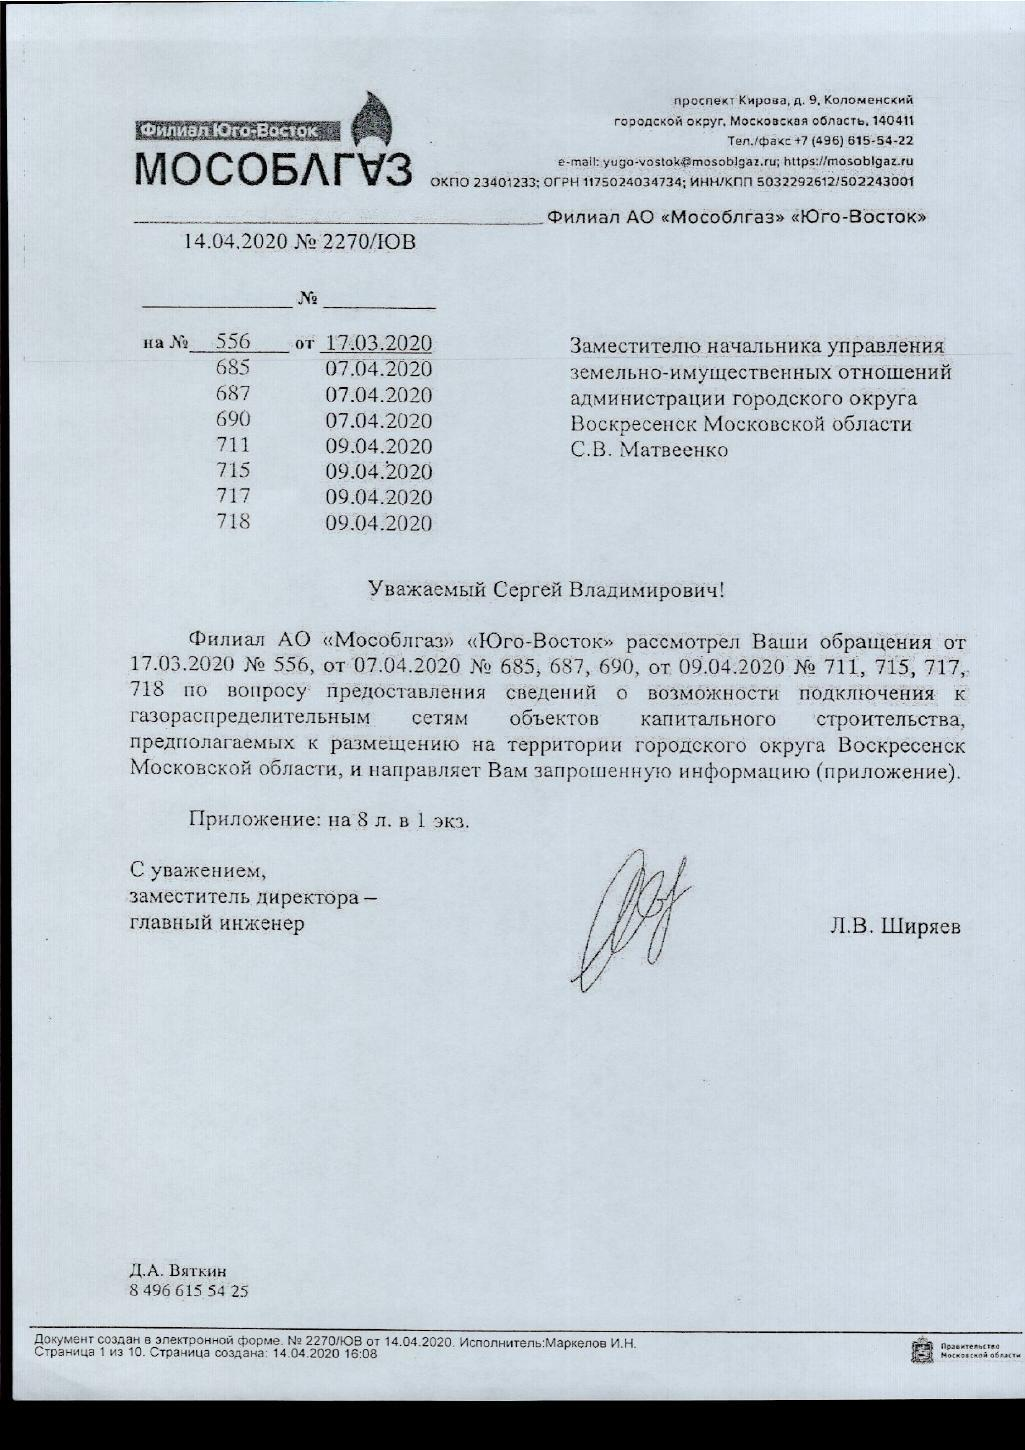 Филиал Юго-Восток
МОСОБЛГАЗ
проспект Кирова, д. 9, Коломенский
городской округ, Московская область, 140411
Тел./факс +7 (496) 615-54-22
e-mail: yugo-vostok@mosoblgaz.ru; https://mosoblgaz.ru
ОКПО 23401233; ОГРН 1175024034734; ИНН/КПП 5032292612/502243001
Филиал АО «Мособлгаз» «Юго-Восток»
14.04.2020 № 2270/ЮВ
№
на № 556 от 17.03.2020
685 07.04.2020
687 07.04.2020
690 07.04.2020
711 09.04.2020
715 09.04.2020
717 09.04.2020
718 09.04.2020
Заместителю начальника управления
земельно-имущественных отношений
администрации городского округа
Воскресенск Московской области
С.В. Матвеенко
Уважаемый Сергей Владимирович!
Филиал АО «Мособлгаз» «Юго-Восток» рассмотрел Ваши обращения от
17.03.2020 № 556, от 07.04.2020 № 685, 687, 690, от 09.04.2020 № 711, 715, 717,
718 по вопросу предоставления сведений о возможности подключения к
газораспределительным сетям объектов капитального строительства,
предполагаемых к размещению на территории городского округа Воскресенск
Московской области, и направляет Вам запрошенную информацию (приложение).
Приложение: на 8 л. в 1 экз.
С уважением,
заместитель директора –
главный инженер
Л.В. Ширяев
Д.А. Вяткин
8 496 615 54 25
Документ создан в электронной форме. № 2270/ЮВ от 14.04.2020. Исполнитель:Маркелов И.Н.
Страница 1 из 10. Страница создана: 14.04.2020 16:08
Правительство
Московской области